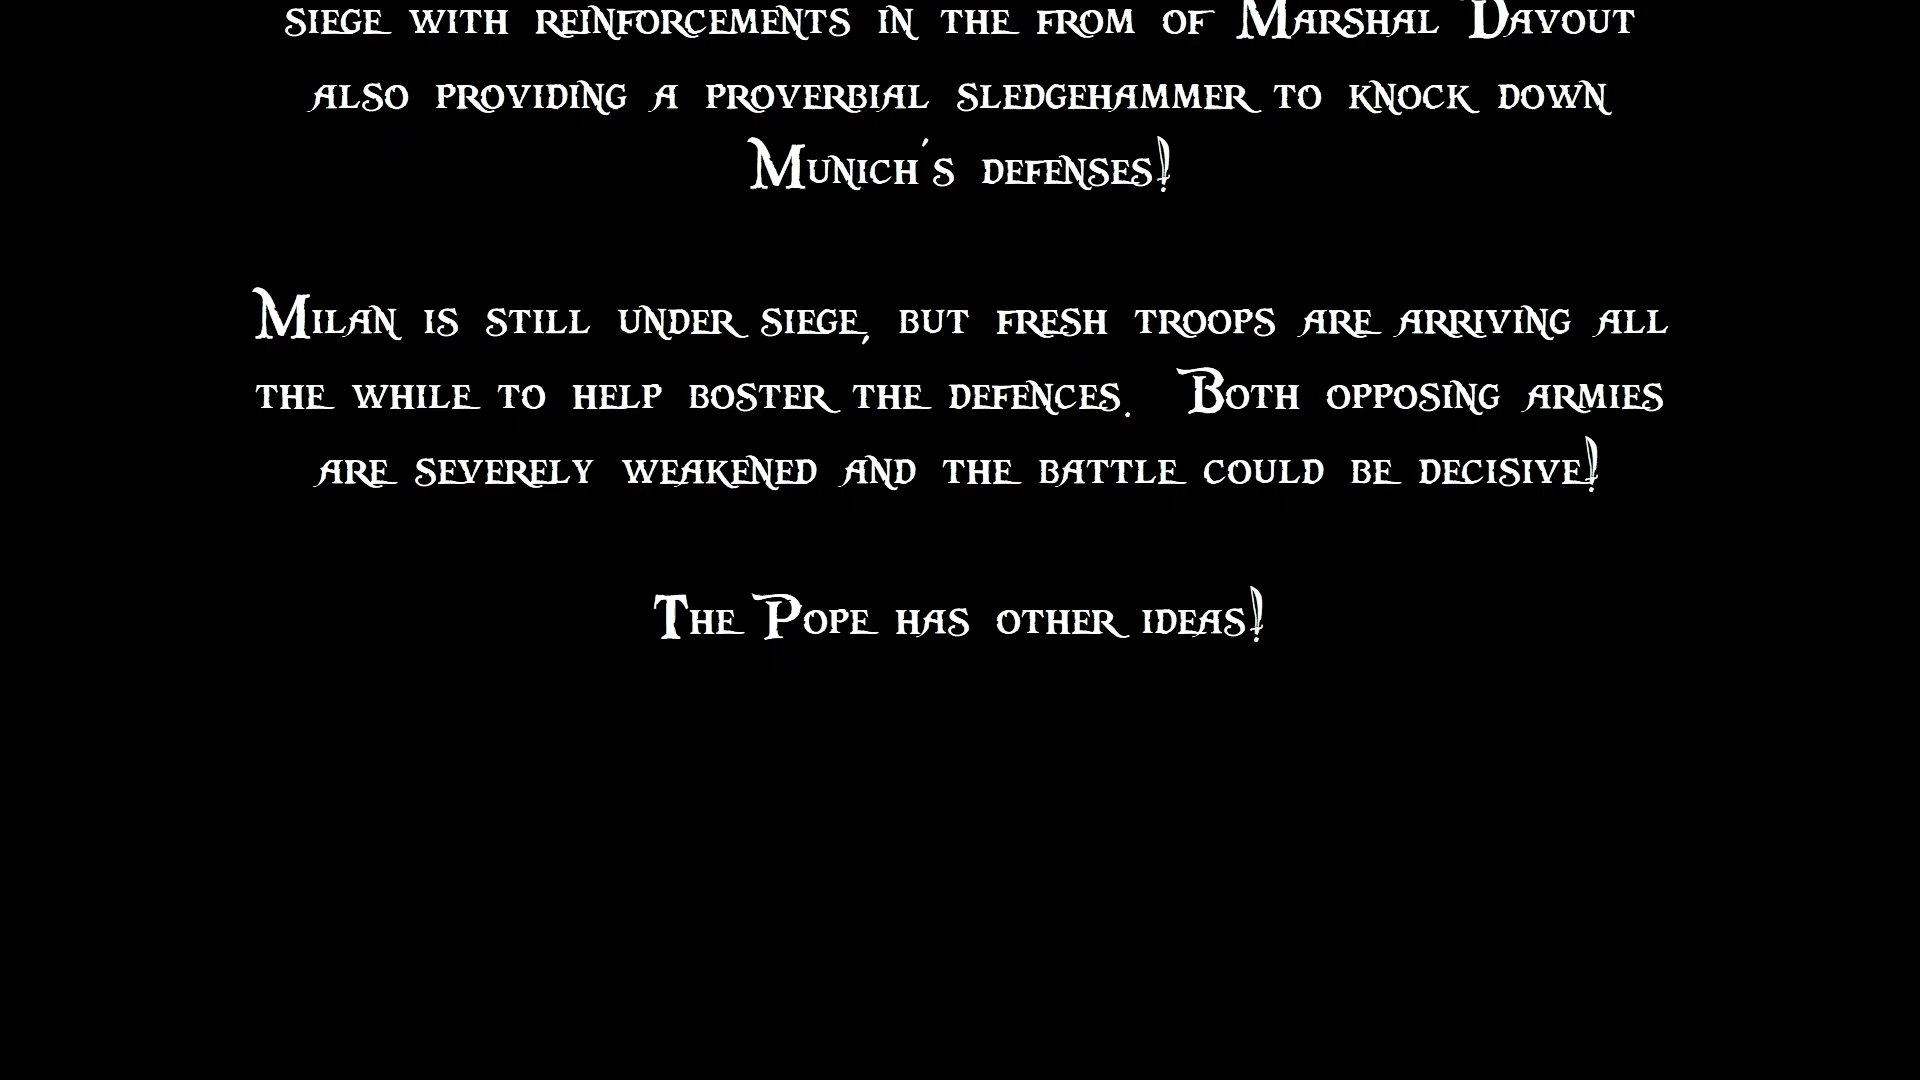 siege with reinforcements in the from of Marshal Davout
also providing a proverbial sledgehammer to knock down
Munich's defenses!
Milan is still under siege, but fresh troops are arriving all
the while to help boster the defences. Both opposing armies
are severely weakened and the battle could be decisive!
The Pope has other ideas!